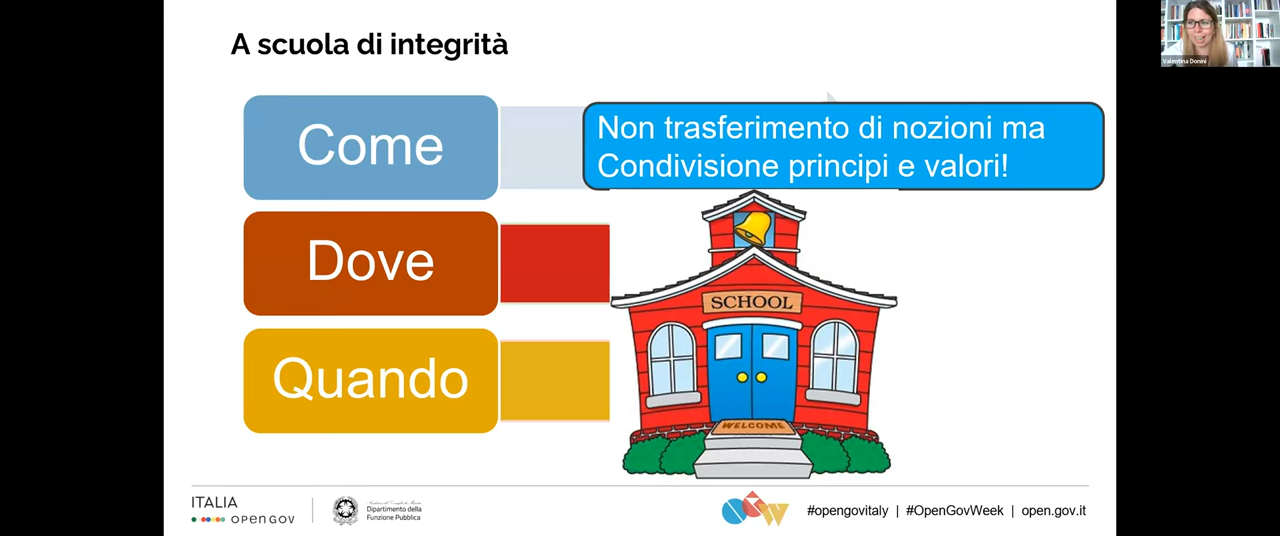 A scuola di integrità
Valentina Donini
Come
Non trasferimento di nozioni ma
Condivisione principi e valori!
Dove
SCHOOL
Quando
WELCOME
ITALIA
OPEN GOV
Dipartimento della
Funzione Pubblica
#opengovitaly | #OpenGovWeek | open.gov.it